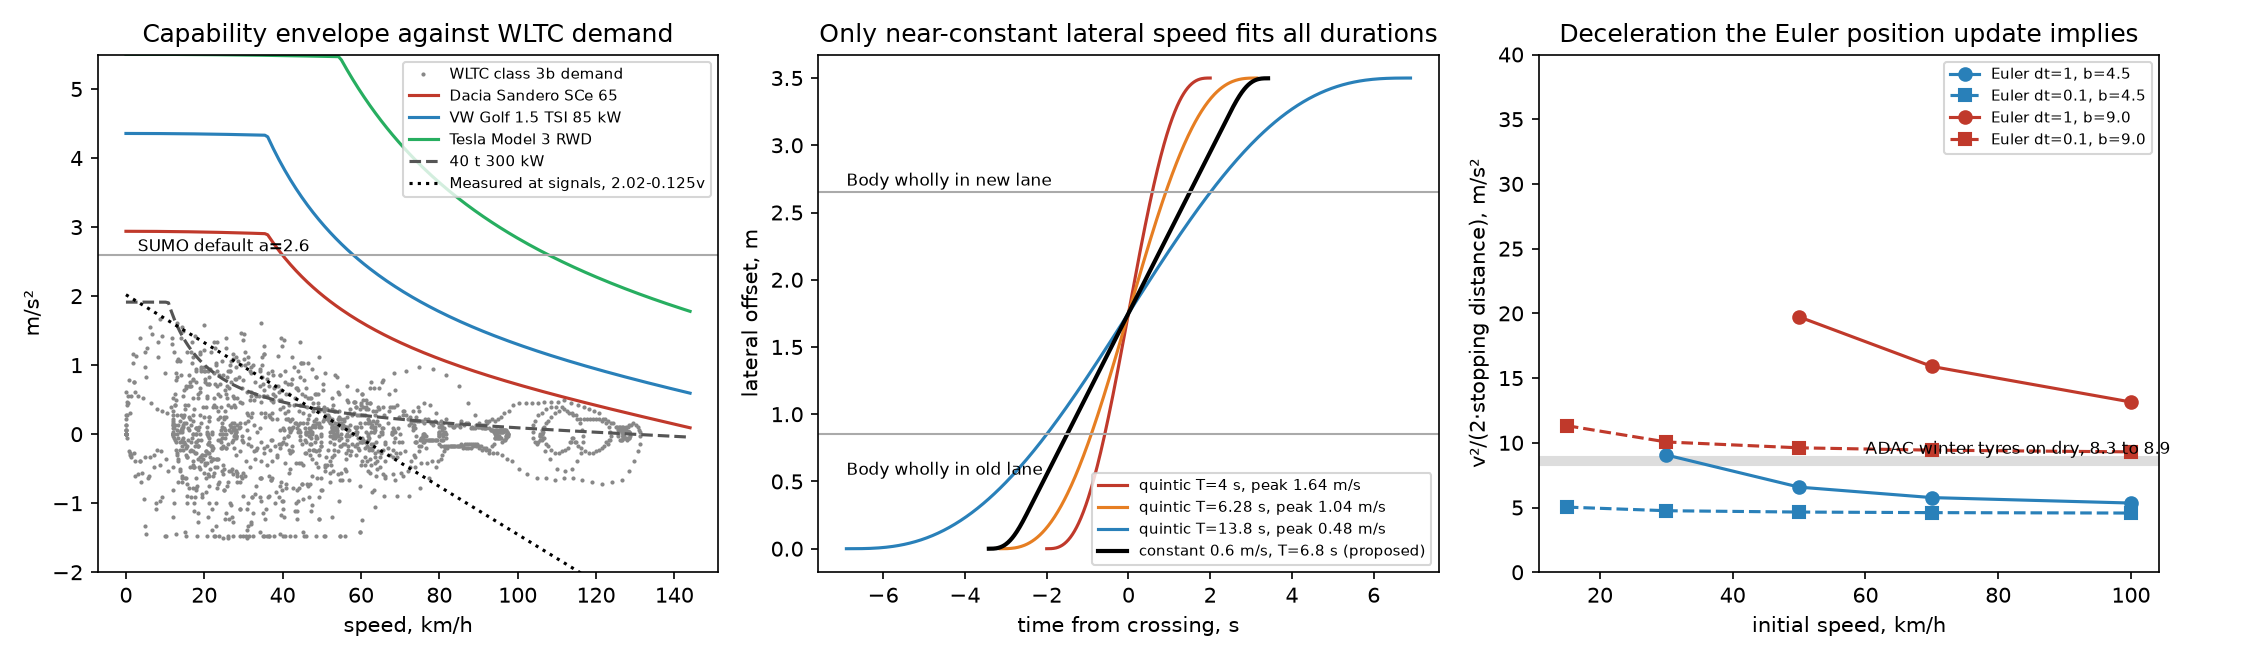 Capability envelope against WLTC demand
m/s²
5
4
3
2
1
0
−1
−2
0
20
40
60
80
100
120
140
speed, km/h
WLTC class 3b demand
Dacia Sandero SCe 65
VW Golf 1.5 TSI 85 kW
Tesla Model 3 RWD
40 t 300 kW
Measured at signals, 2.02-0.125v
SUMO default a=2.6
Only near-constant lateral speed fits all durations
lateral offset, m
3.5
3.0
2.5
2.0
1.5
1.0
0.5
0.0
−6
−4
−2
0
2
4
6
time from crossing, s
Body wholly in new lane
Body wholly in old lane
quintic T=4 s, peak 1.64 m/s
quintic T=6.28 s, peak 1.04 m/s
quintic T=13.8 s, peak 0.48 m/s
constant 0.6 m/s, T=6.8 s (proposed)
Deceleration the Euler position update implies
v²/(2·stopping distance), m/s²
40
35
30
25
20
15
10
5
0
20
40
60
80
100
initial speed, km/h
Euler dt=1, b=4.5
Euler dt=0.1, b=4.5
Euler dt=1, b=9.0
Euler dt=0.1, b=9.0
ADAC winter tyres on dry, 8.3 to 8.9